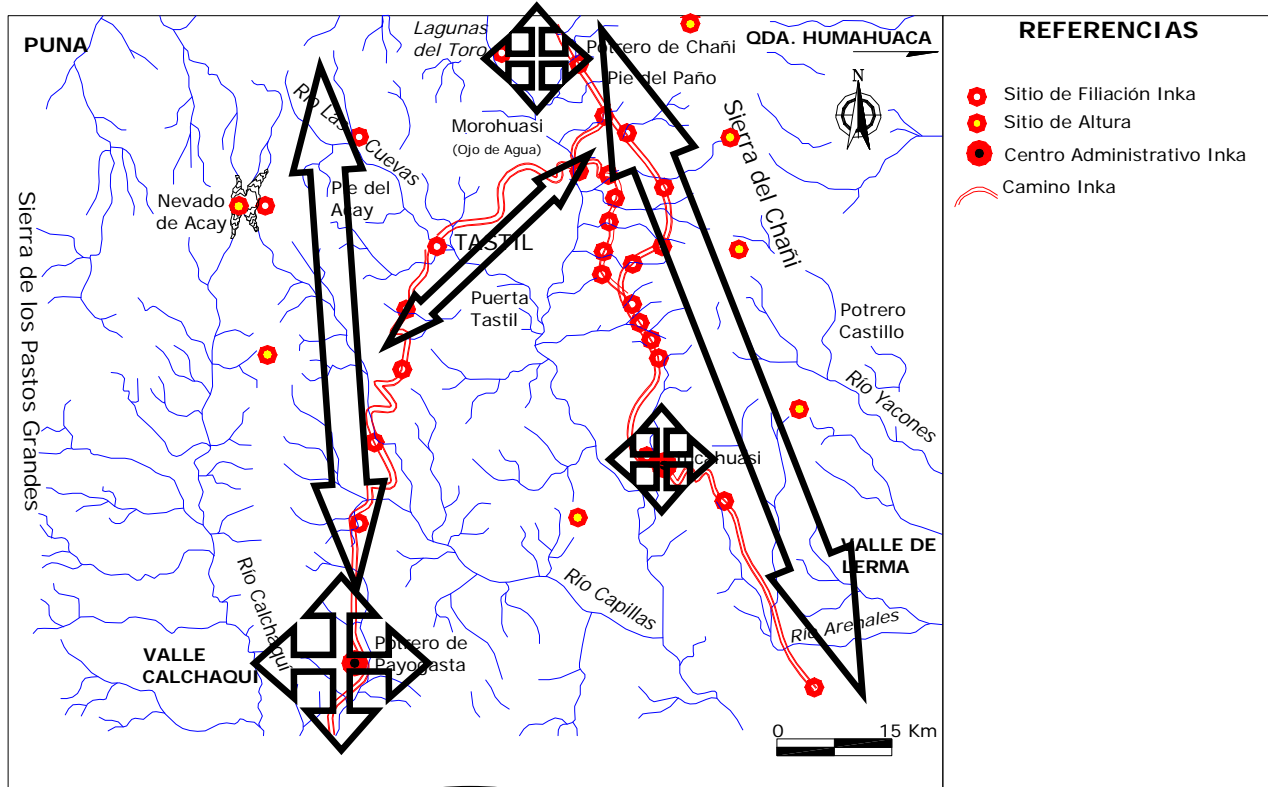 PUNA
Lagunas
del Toro
Potrero de Chañi
QDA. HUMAHUACA
Pie del Paño
N
Río Las Cuevas
Morohuasi
(Ojo de Agua)
Sierra del Chañi
Pie del
Acay
Nevado
de Acay
TASTIL
Sierra de los Pastos Grandes
Puerta
Tastil
Potrero
Castillo
Río Yacones
VALLE DE
LERMA
Río Calchaquí
Río Capillas
Río Arenales
Potrero de
Payogasta
VALLE
CALCHAQUÍ
0 15 Km
REFERENCIAS
Sitio de Filiación Inka
Sitio de Altura
Centro Administrativo Inka
Camino Inka